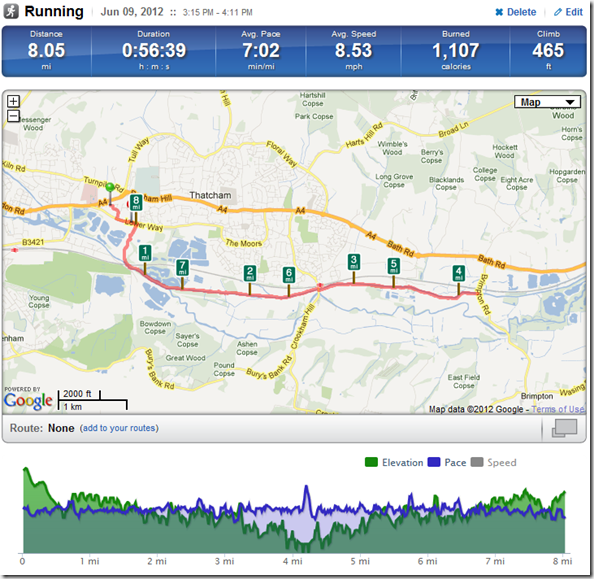 Running | Jun 09, 2012 :: 3:15 PM - 4:11 PM
Delete | Edit
Distance Duration Avg. Pace Avg. Speed Burned Climb
8.05 0:56:39 7:02 8.53 1,107 465
mi h : m : s min/mi mph calories ft
+
Map
−
Hartshill
Copse
Park Copse
Hill Rd
Broad Ln
Horn's
Copse
Wood
Tull Way
Floral Way
Harts Hill Rd
Wimble's
Wood
Berry's
Copse
Hockett
Wood
Long Grove
Copse
Blacklands
College
Copse
Eight Acre
Copse
Hopgarden
Copse
Kiln Rd
Turnpike Rd
A4
Thatcham
8
mi
A4
A4
Lower Way
The Moors
B3421
Bath Rd
Bath Rd
1
mi
7
mi
2
mi
6
mi
3
mi
5
mi
4
mi
Brimpton Rd
Young
Copse
Bowdown
Copse
Sayer's
Copse
Great Wood
Ashen
Copse
Pound
Copse
Crookham Hill
Bury's Bank Rd
Bury's Bank Rd
East Field
Copse
Brimpton
Wasing
enham
POWERED BY
Google
2000 ft
1 km
Map data ©2012 Google - Terms of Use
Route: None (add to your routes)
Elevation Pace Speed
0 1 mi 2 mi 3 mi 4 mi 5 mi 6 mi 7 mi 8 mi